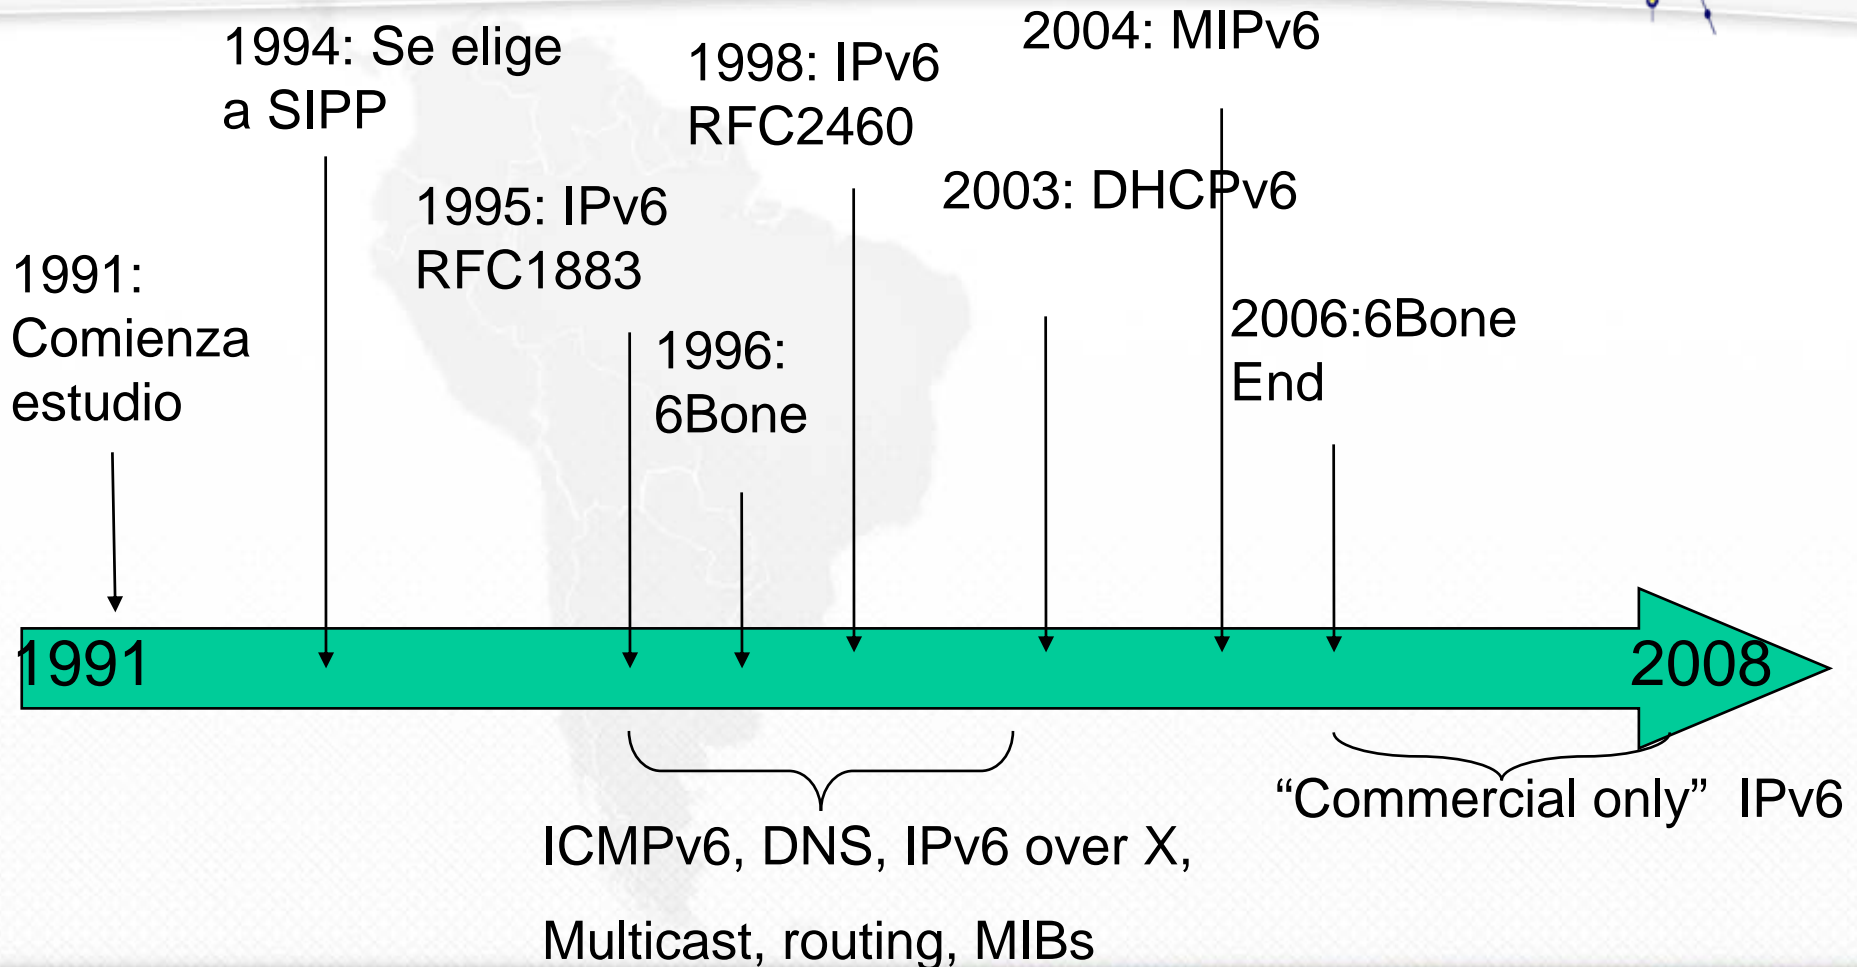 1994: Se elige
a SIPP
2004: MIPv6
1998: IPv6
RFC2460
1995: IPv6
RFC1883
2003: DHCPv6
1991:
Comienza
estudio
1996:
6Bone
2006:6Bone
End
1991
2008
“Commercial only” IPv6
ICMPv6, DNS, IPv6 over X,
Multicast, routing, MIBs